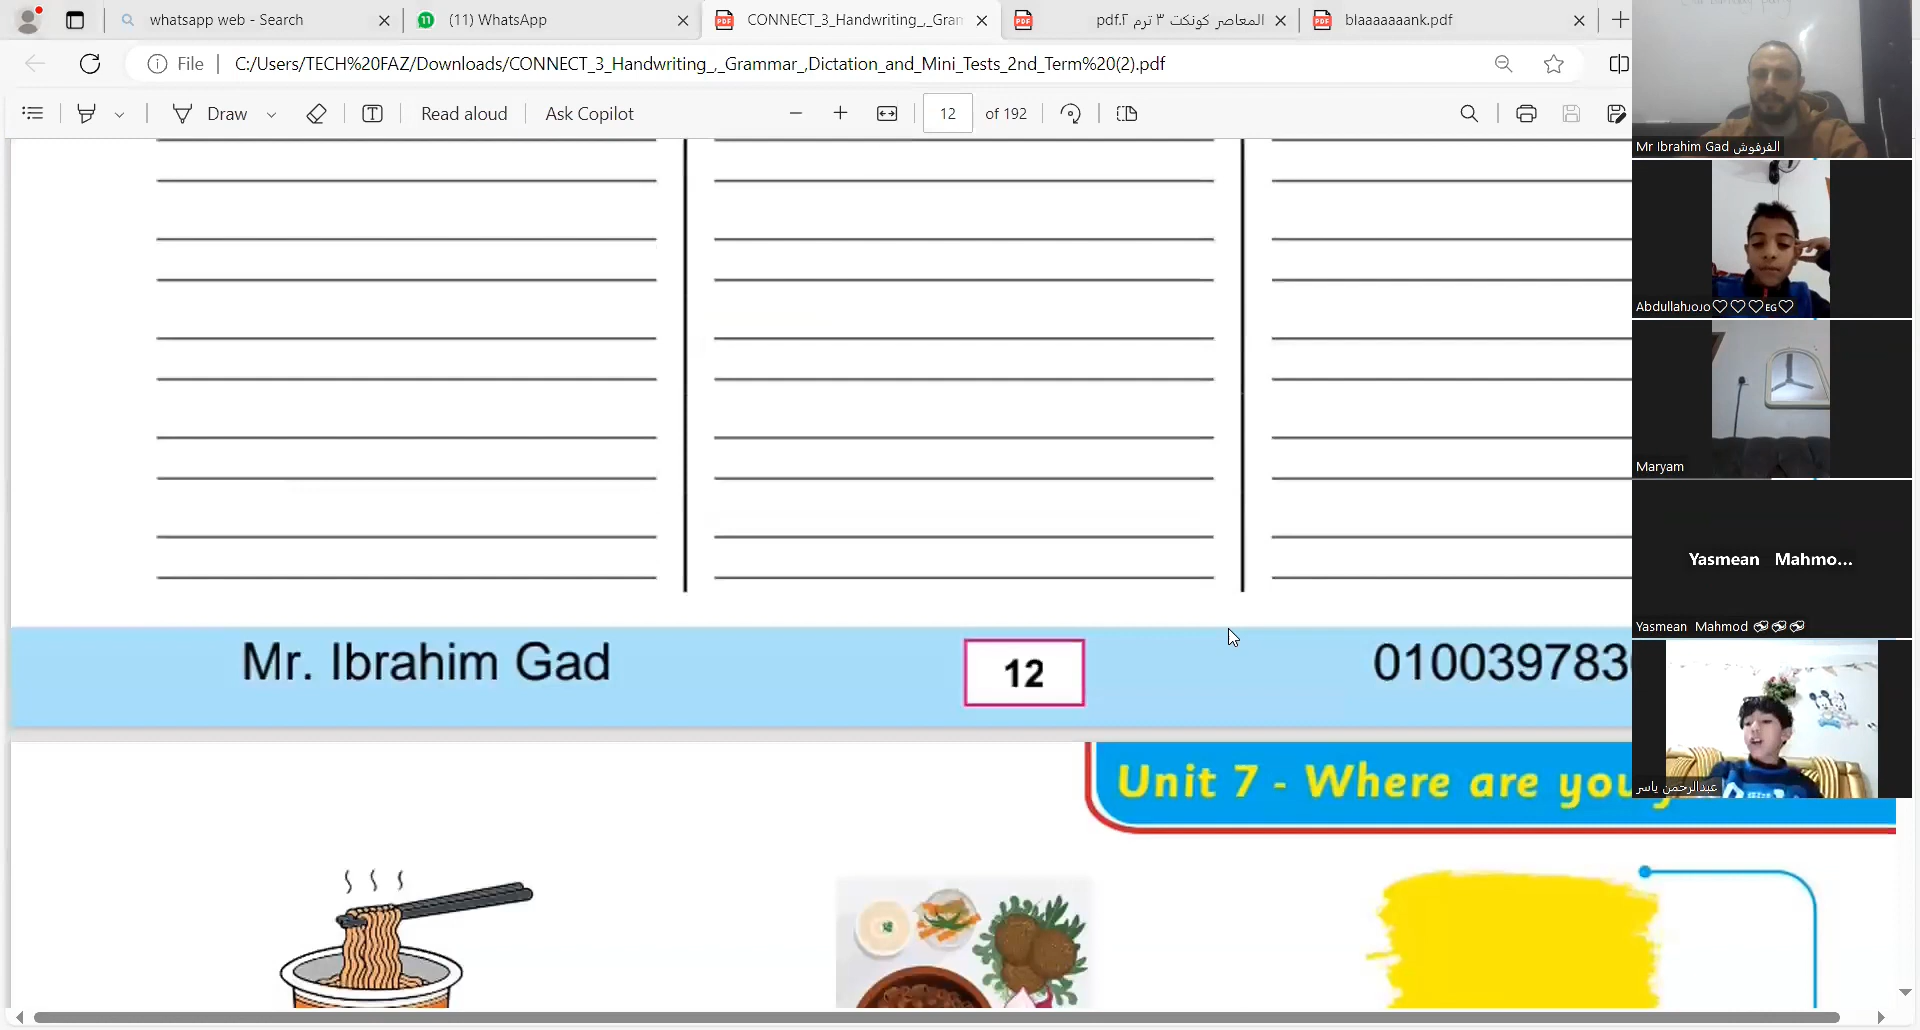 whatsapp web - Search
(11) WhatsApp
CONNECT_3_Handwriting_,_Gran
المعاصر كونكت ٣ ترم ٢.pdf
blaaaaaaank.pdf
File
C:/Users/TECH%20FAZ/Downloads/CONNECT_3_Handwriting_,_Grammar_,Dictation_and_Mini_Tests_2nd_Term%20(2).pdf
Draw
Read aloud
Ask Copilot
12
of 192
Mr Ibrahim Gad الفرفوش
Abdullahjojo♡ ♡ ♡EG♡
Maryam
Yasmean Mahmo...
Yasmean Mahmod
عبدالرحمن ياسر
Mr. Ibrahim Gad
12
010039783
Unit 7 - Where are you